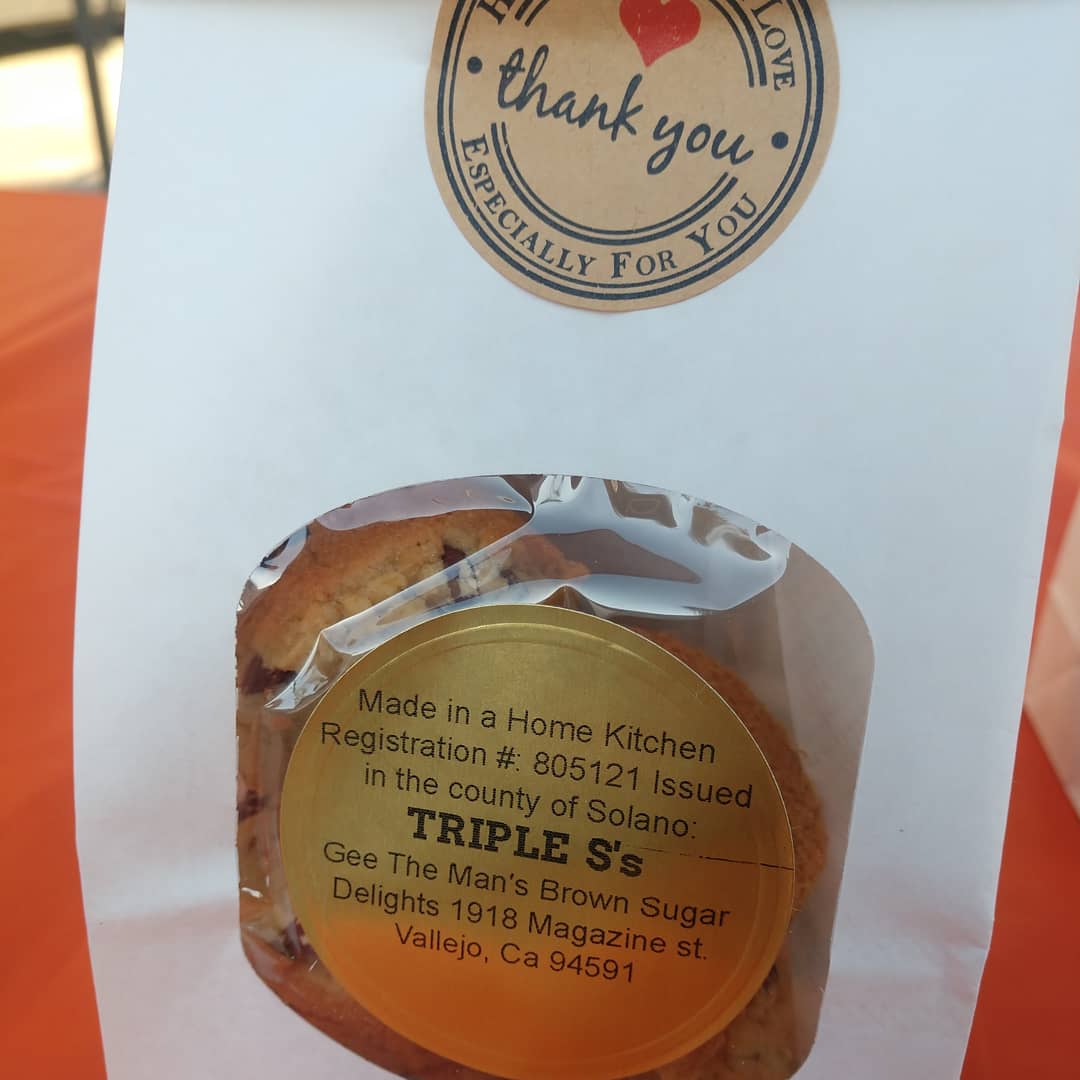 LOVE
thank you
ESPECIALLY FOR YOU
Made in a Home Kitchen
Registration #: 805121 Issued
in the county of Solano:
TRIPLE S's
Gee The Man's Brown Sugar
Delights 1918 Magazine st.
Vallejo, Ca 94591